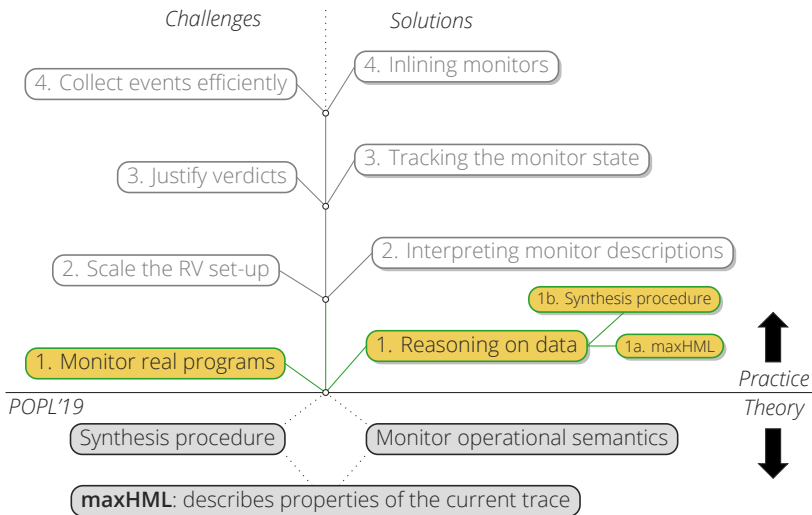 Challenges
Solutions
4. Collect events efficiently
4. Inlining monitors
3. Justify verdicts
3. Tracking the monitor state
2. Scale the RV set-up
2. Interpreting monitor descriptions
1b. Synthesis procedure
1. Monitor real programs
1. Reasoning on data
1a. maxHML
Practice
POPL’19
Theory
Synthesis procedure
Monitor operational semantics
maxHML: describes properties of the current trace